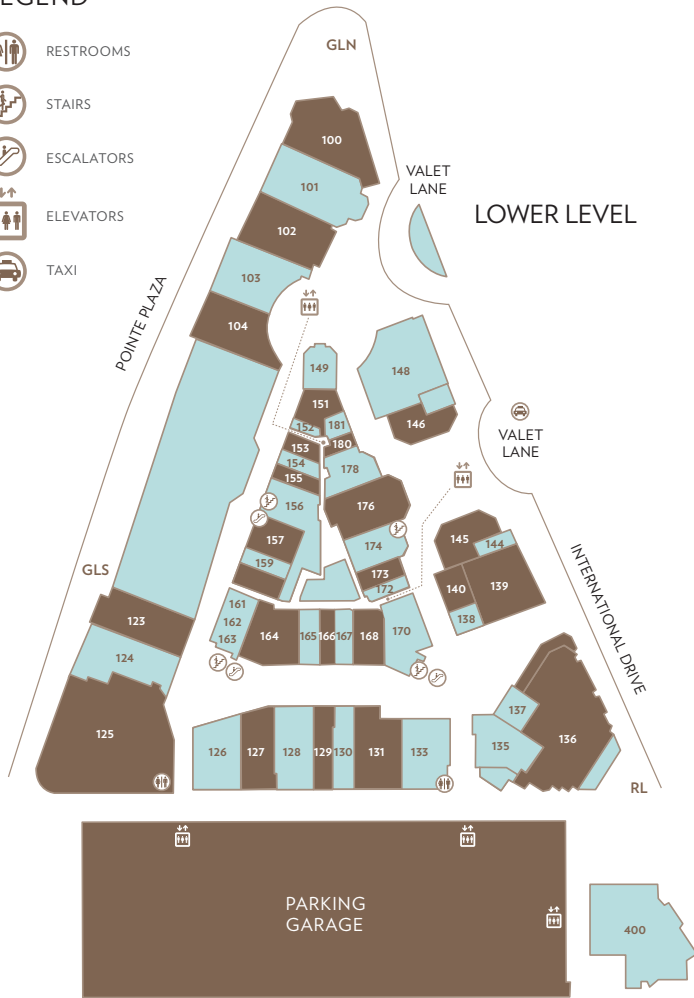 LEGEND
RESTROOMS
STAIRS
ESCALATORS
ELEVATORS
TAXI
GLN
100
VALET
LANE
LOWER LEVEL
101
102
103
POINTE PLAZA
104
149
148
151
152
181
146
153
180
VALET
LANE
154
178
155
156
176
157
174
145
144
INTERNATIONAL DRIVE
159
173
GLS
172
140
139
161
123
162
138
163
164
165
166
167
168
170
124
137
125
136
126
127
128
129
130
131
133
135
RL
PARKING
GARAGE
400